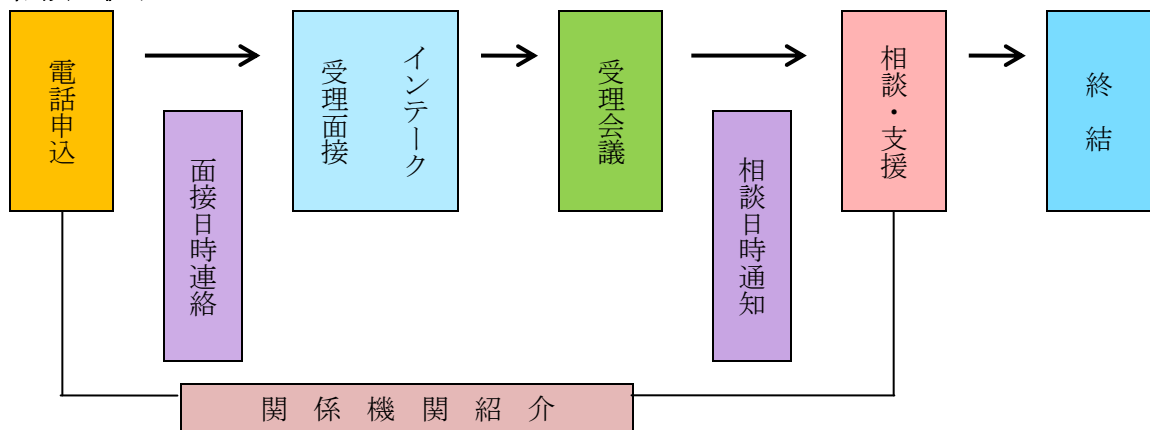 電話申込
面接日時連絡
インテーク
受理面接
受理会議
相談日時通知
相談・支援
終結
関係機関紹介